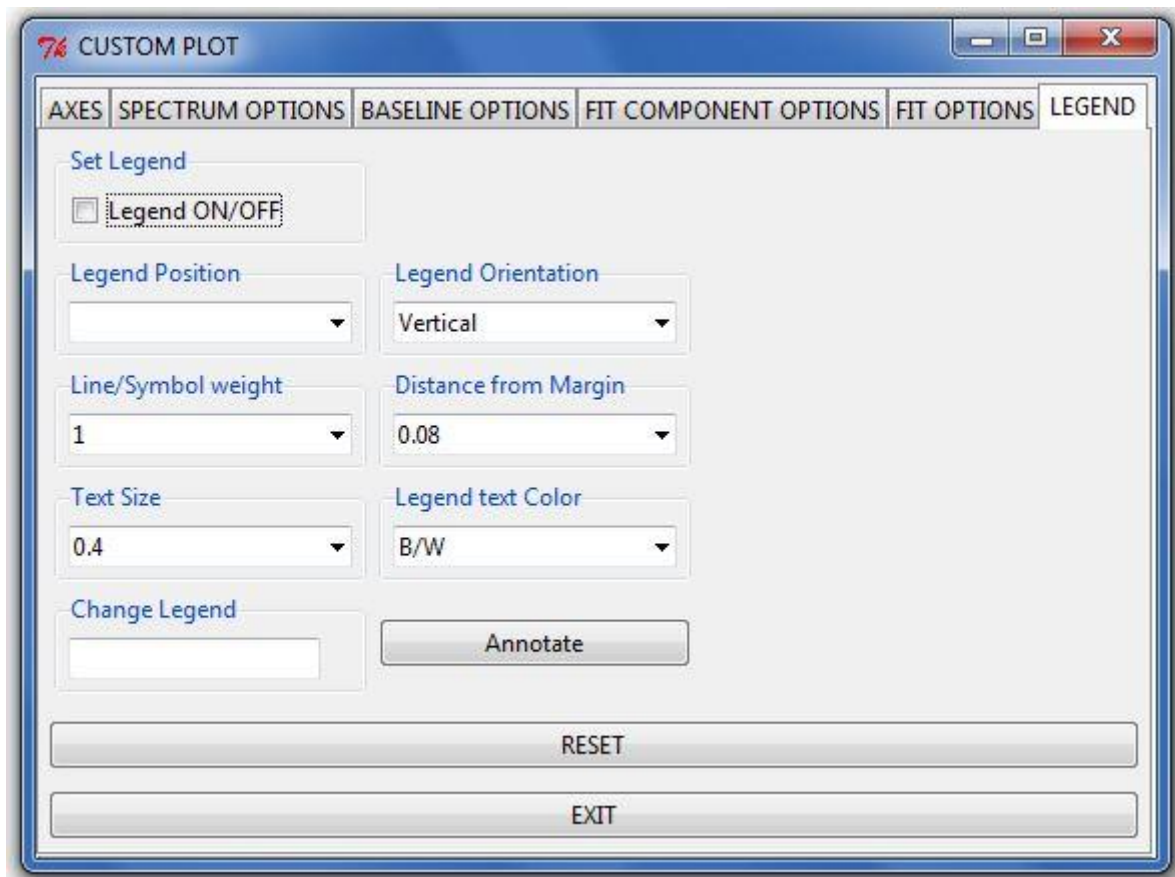 CUSTOM PLOT
AXES SPECTRUM OPTIONS BASELINE OPTIONS FIT COMPONENT OPTIONS FIT OPTIONS LEGEND
Set Legend
Legend ON/OFF
Legend Position Legend Orientation
Vertical
Line/Symbol weight Distance from Margin
1 0.08
Text Size Legend text Color
0.4 B/W
Change Legend
Annotate
RESET
EXIT